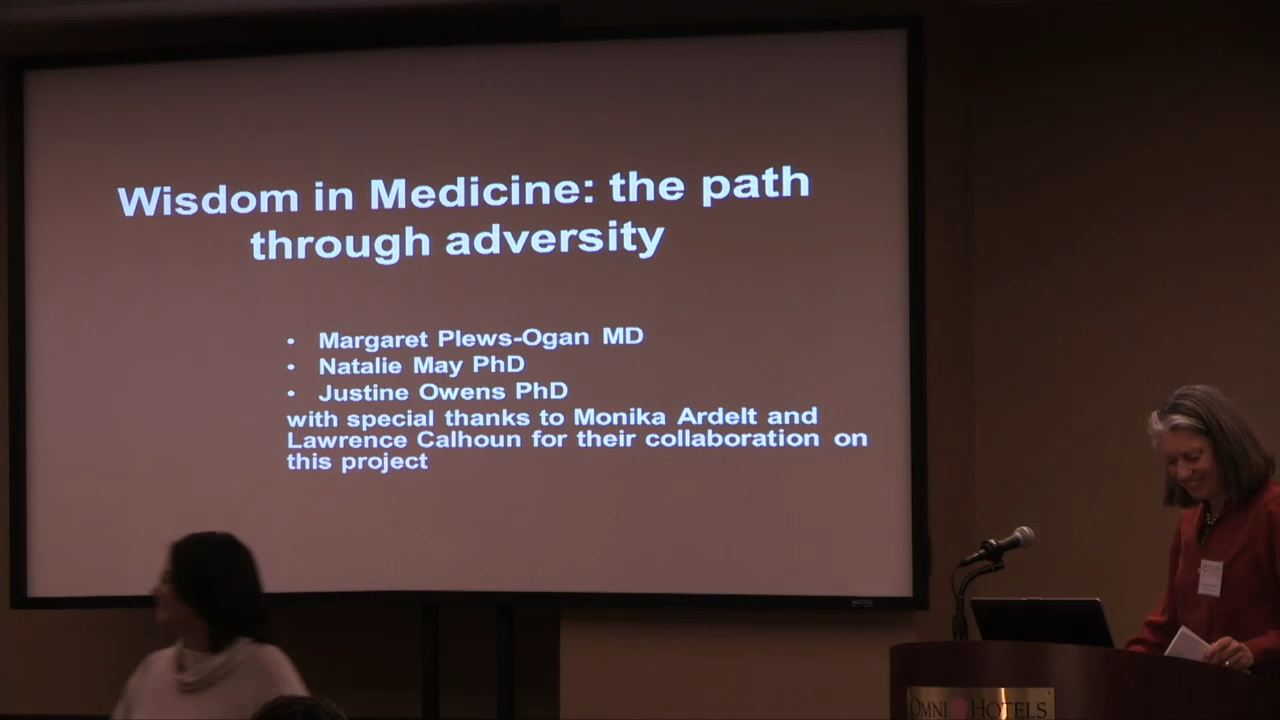 Wisdom in Medicine: the path
through adversity
• Margaret Plews-Ogan MD
• Natalie May PhD
• Justine Owens PhD
with special thanks to Monika Ardelt and
Lawrence Calhoun for their collaboration on
this project
OMNI HOTELS